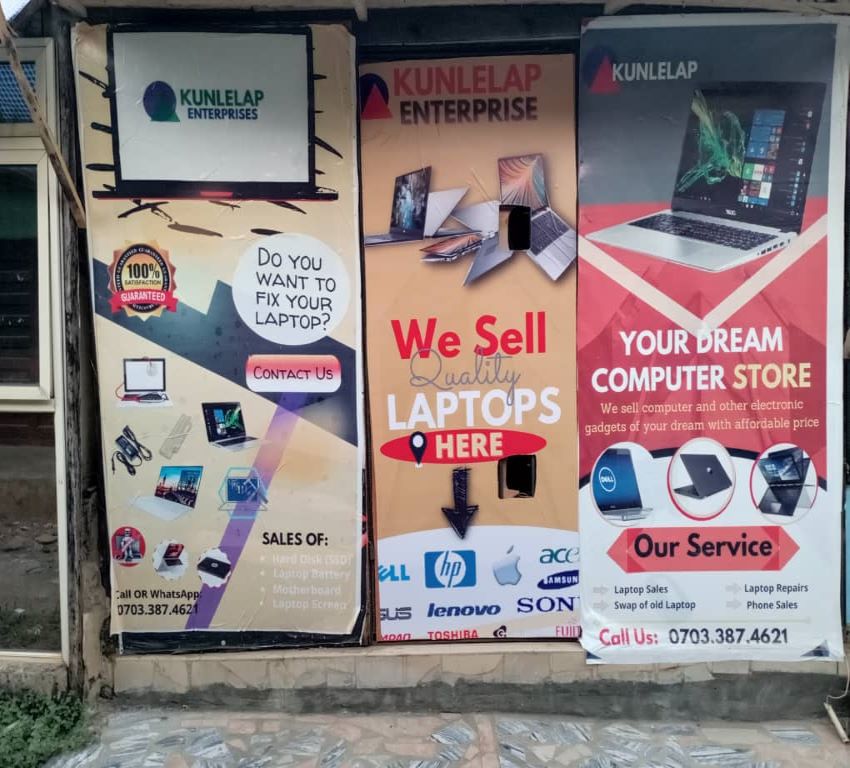 KUNLELAP
ENTERPRISES
100%
SATISFACTION
GUARANTEED
DO YOU
WANT TO
FIX YOUR
LAPTOP?
CONTACT US
SALES OF:
Hard Disk (SSD)
Laptop Battery
Motherboard
Laptop Screen
Call OR WhatsApp:
0703.387.4621
KUNLELAP
ENTERPRISE
We Sell
Quality
LAPTOPS
HERE
DELL
hp
acer
SAMSUNG
SUS
lenovo
SONY
TOSHIBA
FUJI
KUNLELAP
YOUR DREAM
COMPUTER STORE
We sell computer and other electronic
gadgets of your dream with affordable price
DELL
Our Service
Laptop Sales
Laptop Repairs
Swap of old Laptop
Phone Sales
Call Us: 0703.387.4621